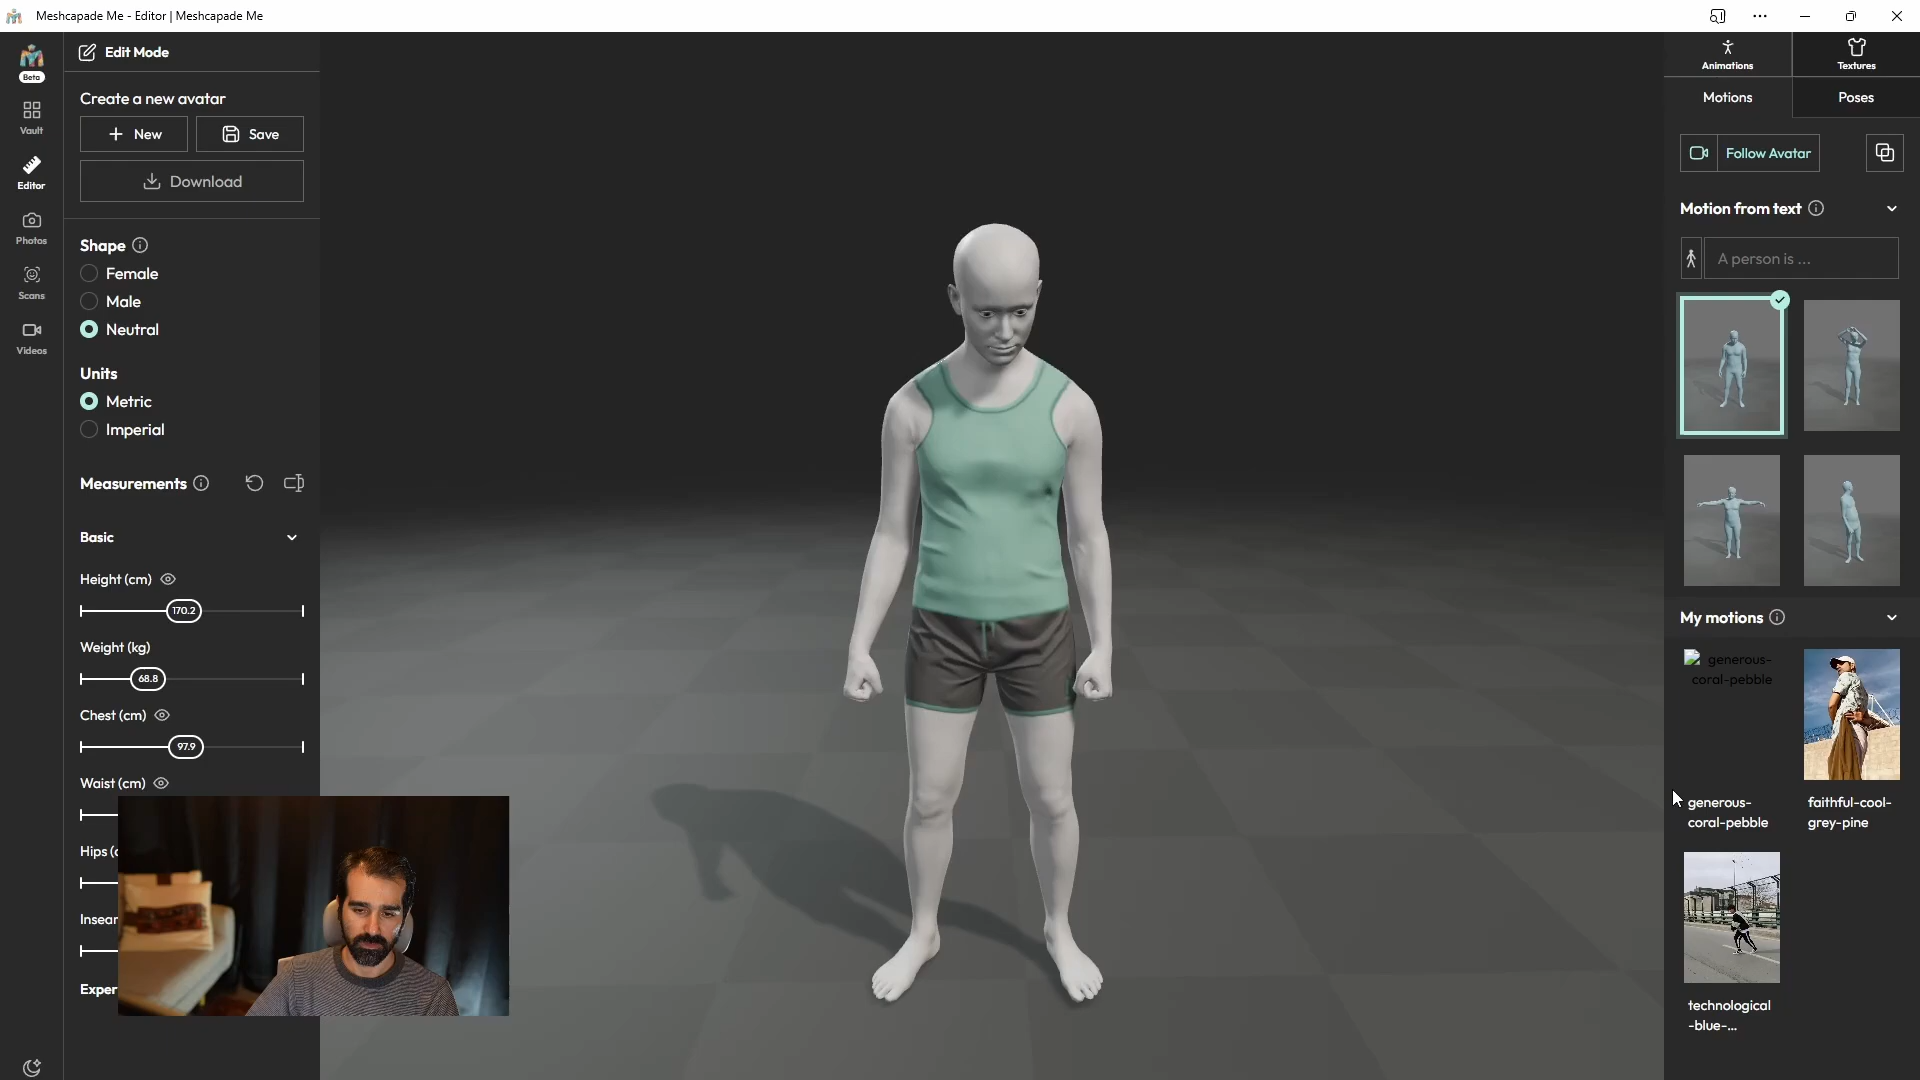 Meshcapade Me - Editor | Meshcapade Me
Beta
Vault
Editor
Photos
Scans
Videos
Edit Mode
Create a new avatar
New
Save
Download
Shape
Female
Male
Neutral
Units
Metric
Imperial
Measurements
Basic
Height (cm)
170.2
Weight (kg)
68.8
Chest (cm)
97.9
Waist (cm)
Hips (c
Insear
Exper
Animations
Textures
Motions
Poses
Follow Avatar
Motion from text
A person is ...
My motions
generous-
coral-pebble
generous-
coral-pebble
faithful-cool-
grey-pine
technological
-blue-...